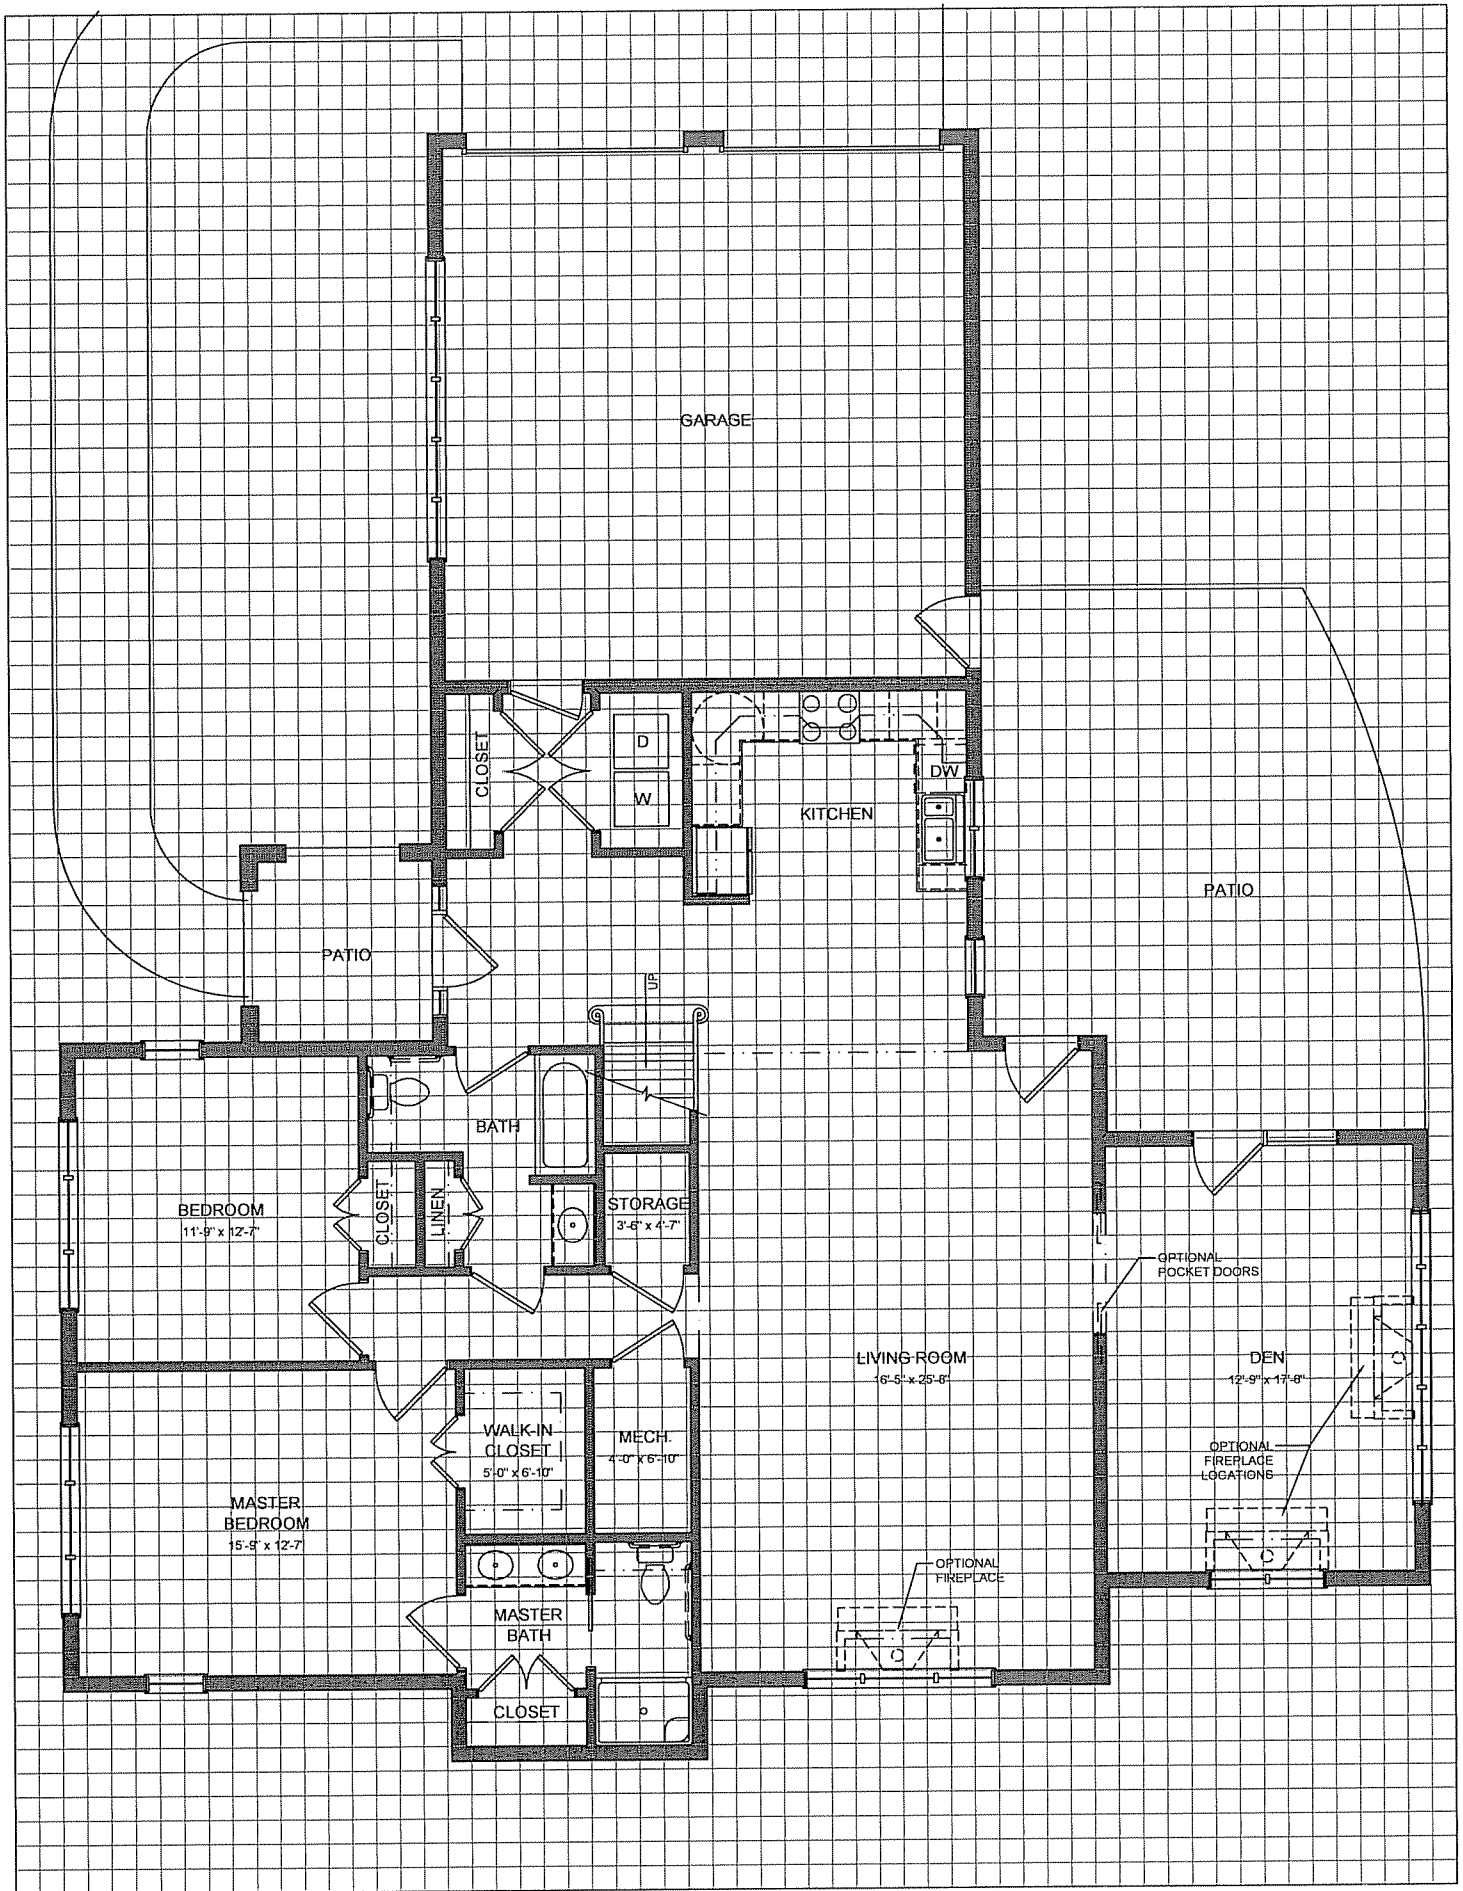 GARAGE
CLOSET
D
W
DW
KITCHEN
PATIO
PATIO
UP
BATH
BEDROOM
11'-9" x 12'-7"
CLOSET
LINEN
STORAGE
3'-6" x 4'-7"
OPTIONAL
POCKET DOORS
LIVING ROOM
16'-5" x 25'-8"
DEN
12'-9" x 17'-8"
WALK-IN
CLOSET
5'-0" x 6'-10"
MECH.
4'-0" x 6'-10"
OPTIONAL
FIREPLACE
LOCATIONS
MASTER
BEDROOM
15'-9" x 12'-7"
OPTIONAL
FIREPLACE
MASTER
BATH
CLOSET